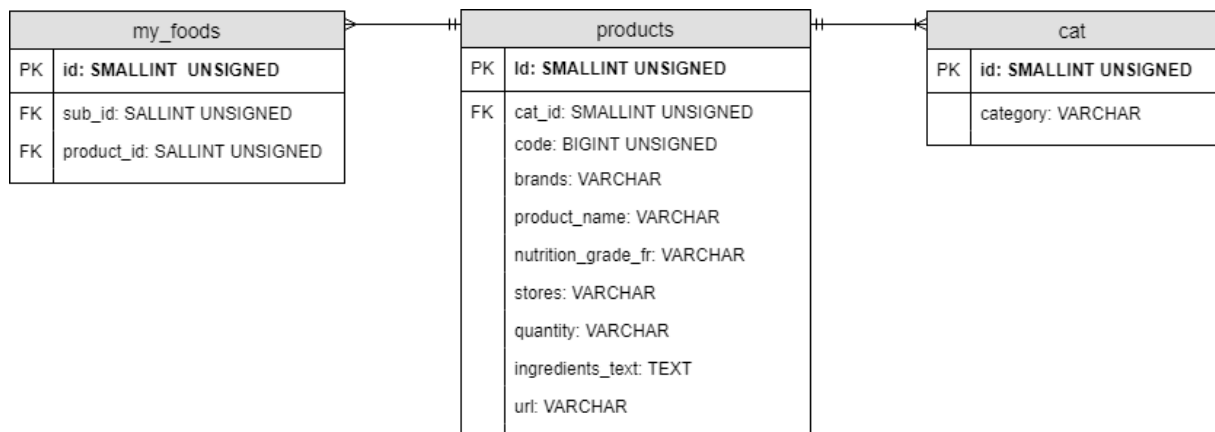 my_foods
PK id: SMALLINT UNSIGNED
FK sub_id: SALLINT UNSIGNED
FK product_id: SALLINT UNSIGNED
products
PK Id: SMALLINT UNSIGNED
FK cat_id: SMALLINT UNSIGNED
code: BIGINT UNSIGNED
brands: VARCHAR
product_name: VARCHAR
nutrition_grade_fr: VARCHAR
stores: VARCHAR
quantity: VARCHAR
ingredients_text: TEXT
url: VARCHAR
cat
PK id: SMALLINT UNSIGNED
category: VARCHAR